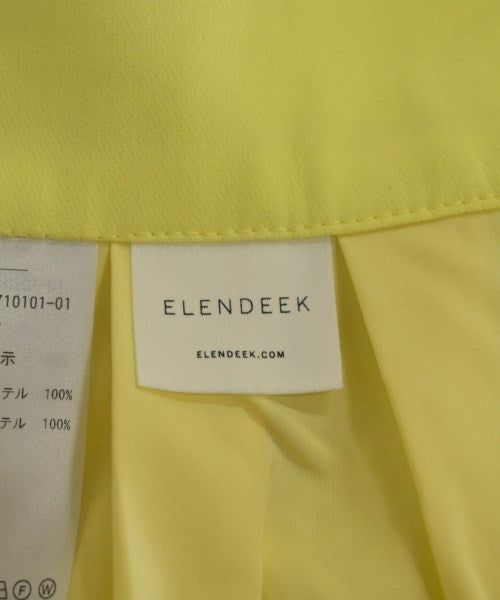 710101-01
示
テル 100%
テル 100%
ELENDEEK
ELENDEEK.COM
F W